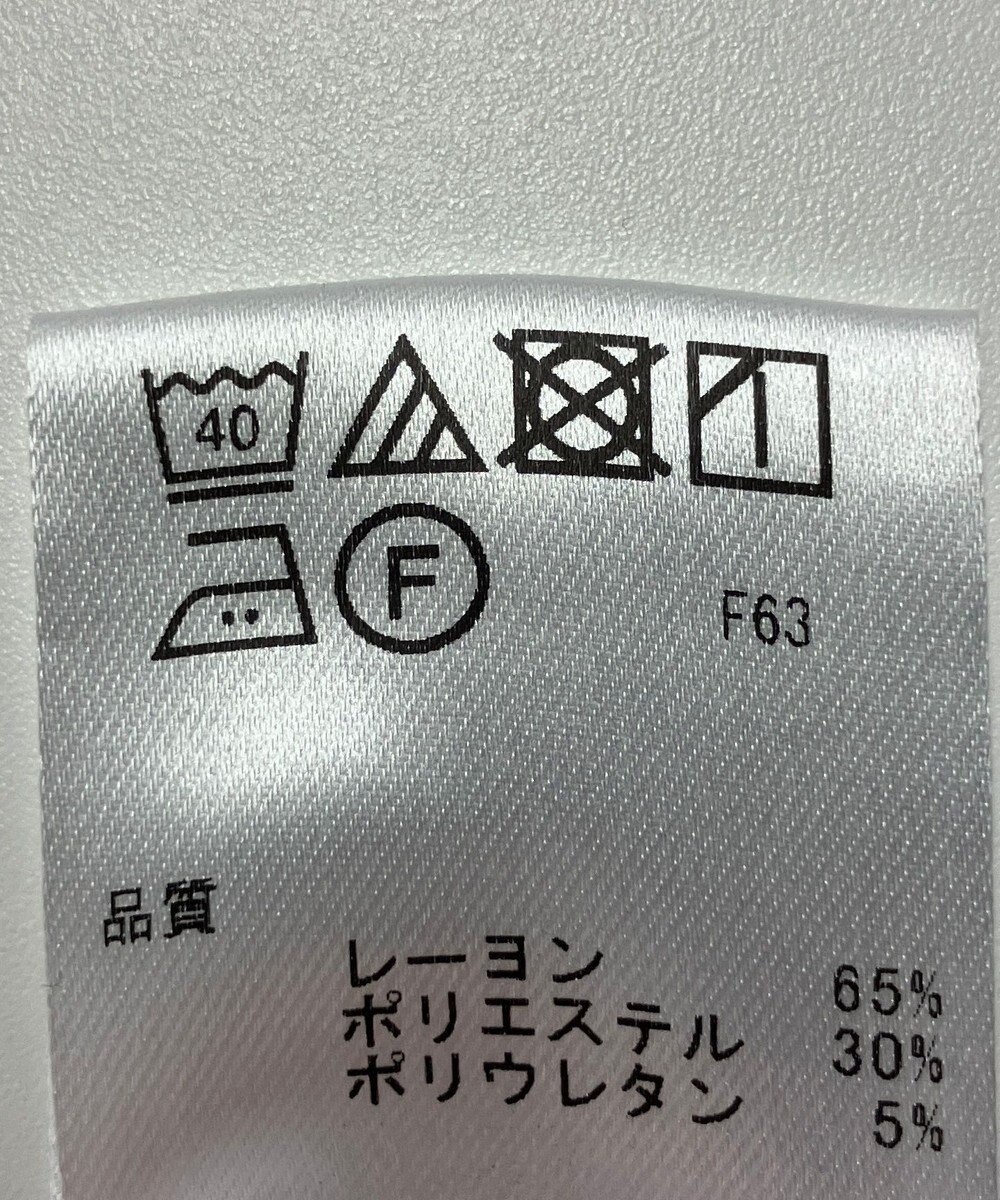 40
F F63
品質
レーヨン 65%
ポリエステル 30%
ポリウレタン 5%